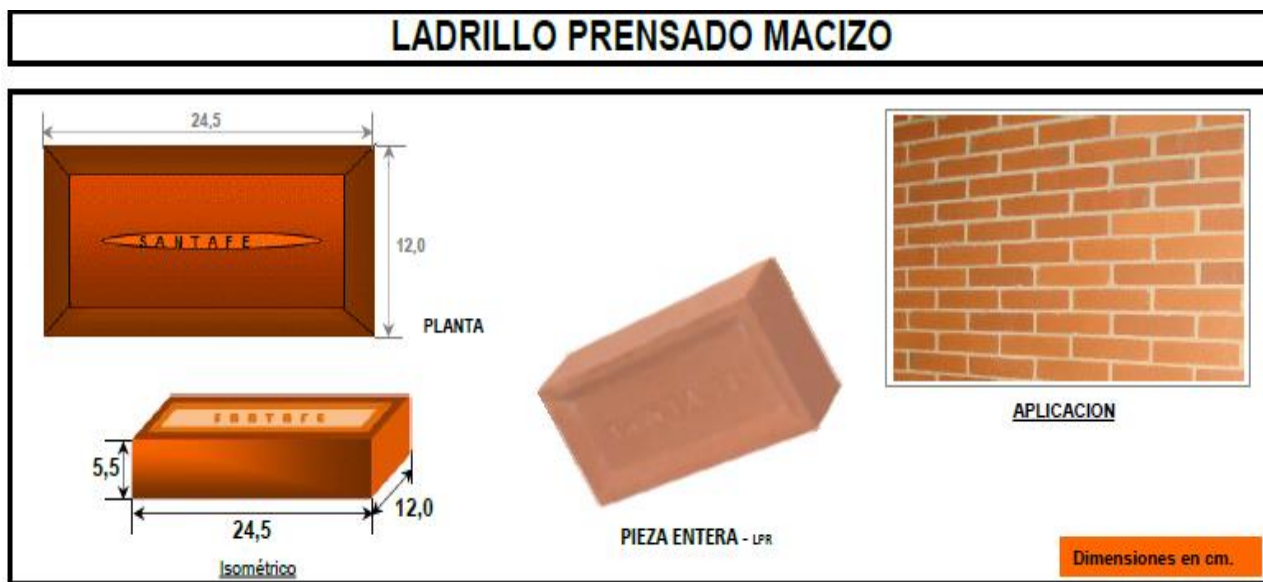 LADRILLO PRENSADO MACIZO
24,5
SANTAFE
12,0
PLANTA
SANTAFE
5,5
12,0
24,5
Isométrico
PIEZA ENTERA - LPR
APLICACION
Dimensiones en cm.